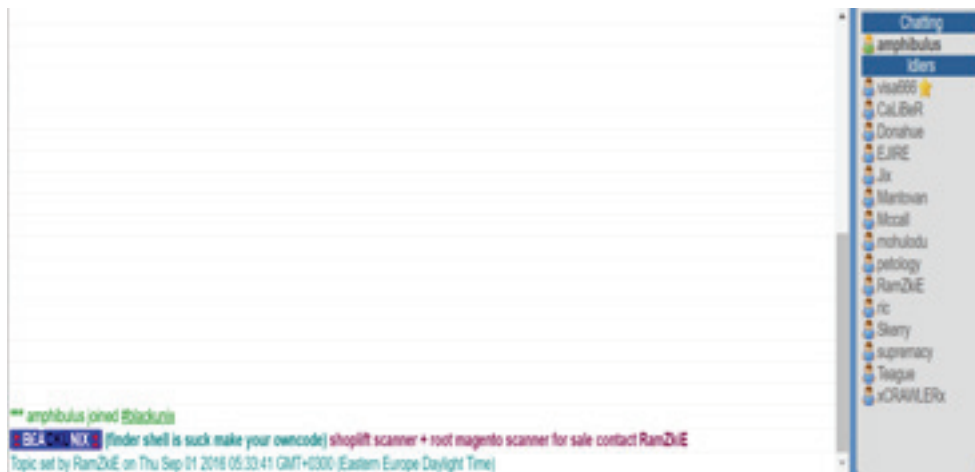 *** amphibulus joined #blackunix
(finder shell is suck make your owncode) shoplift scanner + root magento scanner for sale contact RamZkiE
Topic set by RamZkiE on Thu Sep 01 2016 05:33:41 GMT+0300 (Eastern Europe Daylight Time)
Chatting
amphibulus
Idlers
visa666
CaLiBeR
Donahue
EJIRE
Jix
Mantovan
Mccall
mohulodu
petology
RamZkiE
ric
Skerry
supremacy
Teague
xCRAWLERx